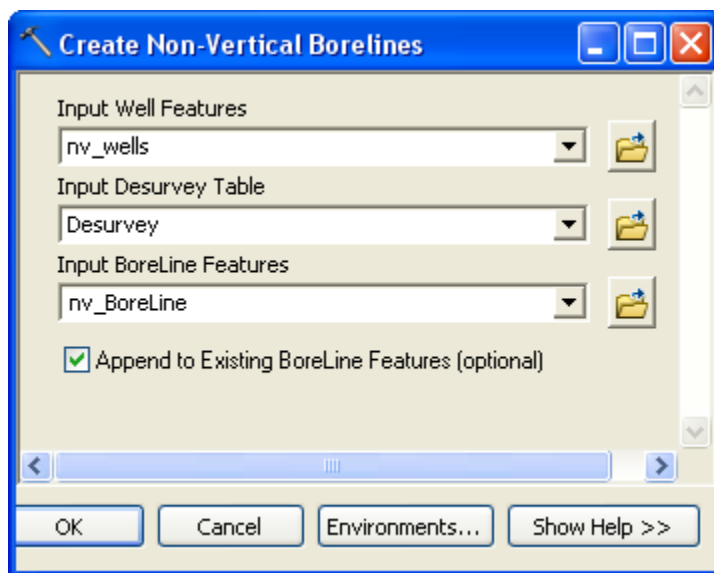 Create Non-Vertical Borelines
Input Well Features
nv_wells
Input Desurvey Table
Desurvey
Input BoreLine Features
nv_BoreLine
Append to Existing BoreLine Features (optional)
OK Cancel Environments... Show Help >>